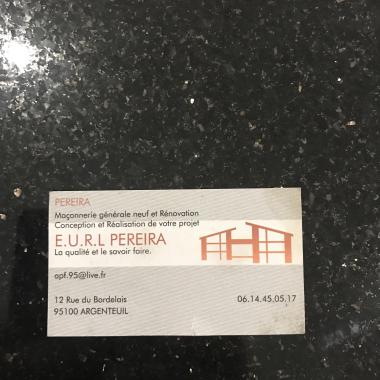 PEREIRA
Maçonnerie générale neuf et Rénovation
Conception et Réalisation de votre projet
E.U.R.L PEREIRA
La qualité et le savoir faire.
apf.95@live.fr
12 Rue du Bordelais 06.14.45.05.17
95100 ARGENTEUIL